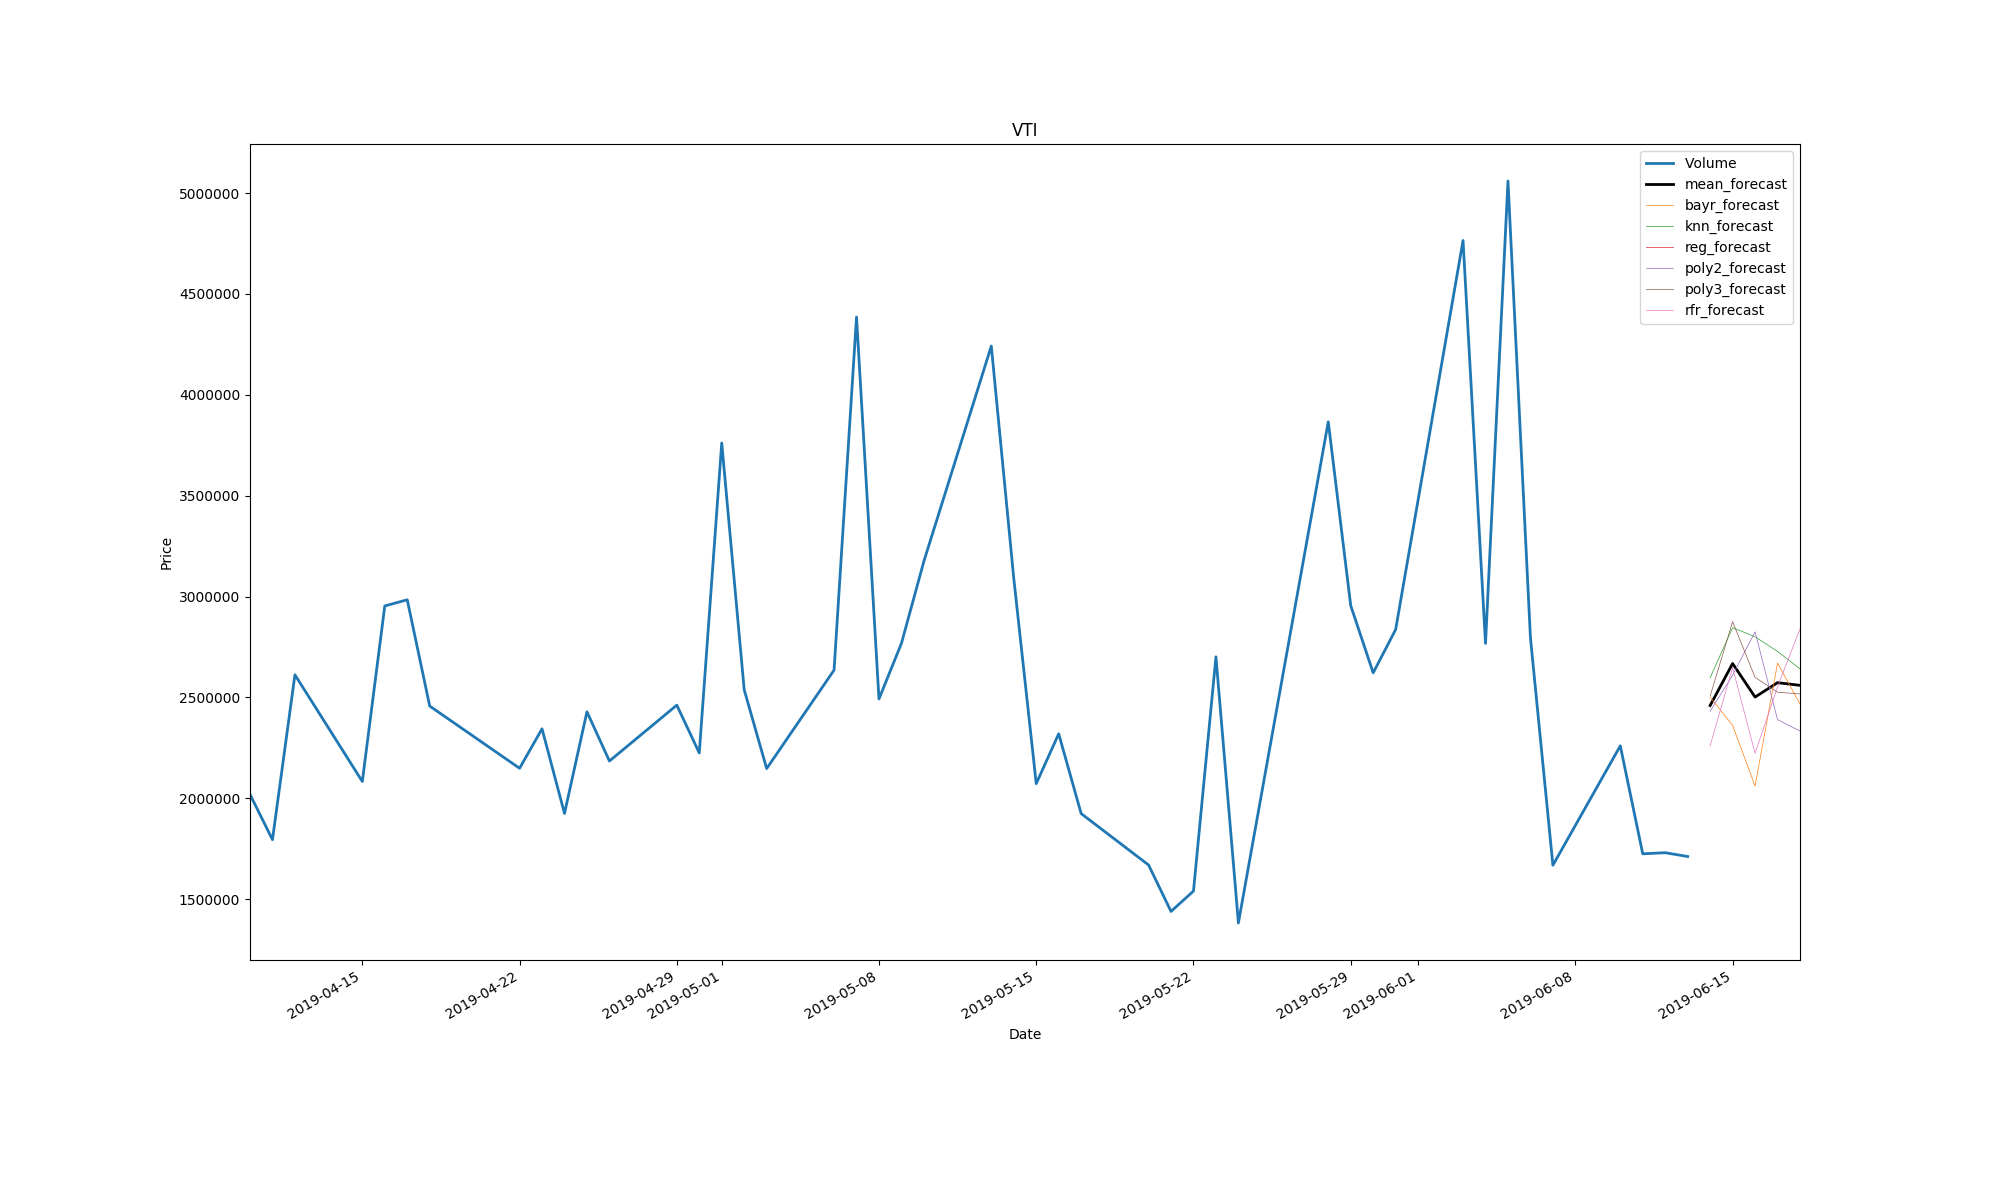 VTI
Volume
mean_forecast
bayr_forecast
knn_forecast
reg_forecast
poly2_forecast
poly3_forecast
rfr_forecast
5000000
4500000
4000000
3500000
3000000
2500000
2000000
1500000
Price
2019-04-15
2019-04-22
2019-04-29
2019-05-01
2019-05-08
2019-05-15
2019-05-22
2019-05-29
2019-06-01
2019-06-08
2019-06-15
Date